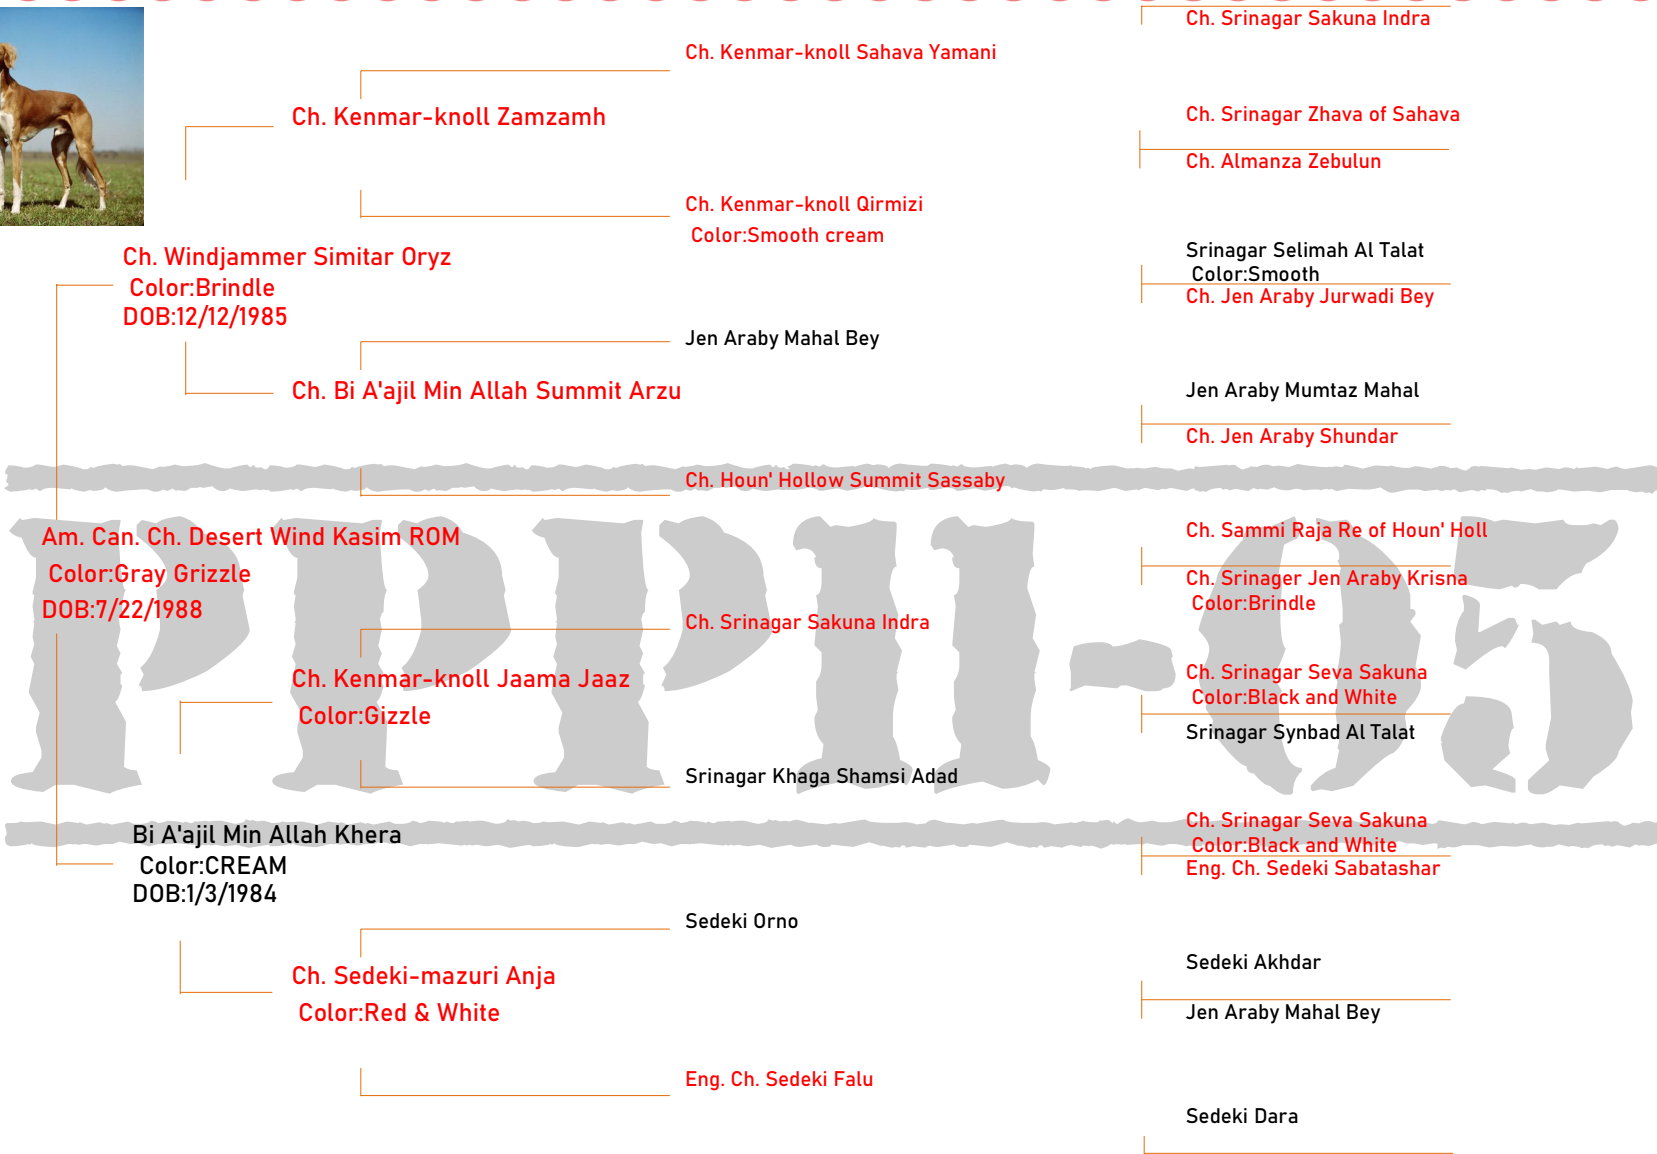 Ch. Srinagar Sakuna Indra
Ch. Kenmar-knoll Sahava Yamani
Ch. Kenmar-knoll Zamzamh
Ch. Srinagar Zhava of Sahava
Ch. Almanza Zebulun
Ch. Kenmar-knoll Qirmizi
Color:Smooth cream
Ch. Windjammer Simitar Oryz
Color:Brindle
DOB:12/12/1985
Srinagar Selimah Al Talat
Color:Smooth
Ch. Jen Araby Jurwadi Bey
Jen Araby Mahal Bey
Ch. Bi A'ajil Min Allah Summit Arzu
Jen Araby Mumtaz Mahal
Ch. Jen Araby Shundar
Ch. Houn' Hollow Summit Sassaby
Am. Can. Ch. Desert Wind Kasim ROM
Color:Gray Grizzle
DOB:7/22/1988
Ch. Sammi Raja Re of Houn' Holl
Ch. Srinager Jen Araby Krisna
Color:Brindle
Ch. Srinagar Sakuna Indra
Ch. Kenmar-knoll Jaama Jaaz
Color:Gizzle
Ch. Srinagar Seva Sakuna
Color:Black and White
Srinagar Synbad Al Talat
Srinagar Khaga Shamsi Adad
PPP11-05
Bi A'ajil Min Allah Khera
Color:CREAM
DOB:1/3/1984
Ch. Srinagar Seva Sakuna
Color:Black and White
Eng. Ch. Sedeki Sabatashar
Sedeki Orno
Ch. Sedeki-mazuri Anja
Color:Red & White
Sedeki Akhdar
Jen Araby Mahal Bey
Eng. Ch. Sedeki Falu
Sedeki Dara